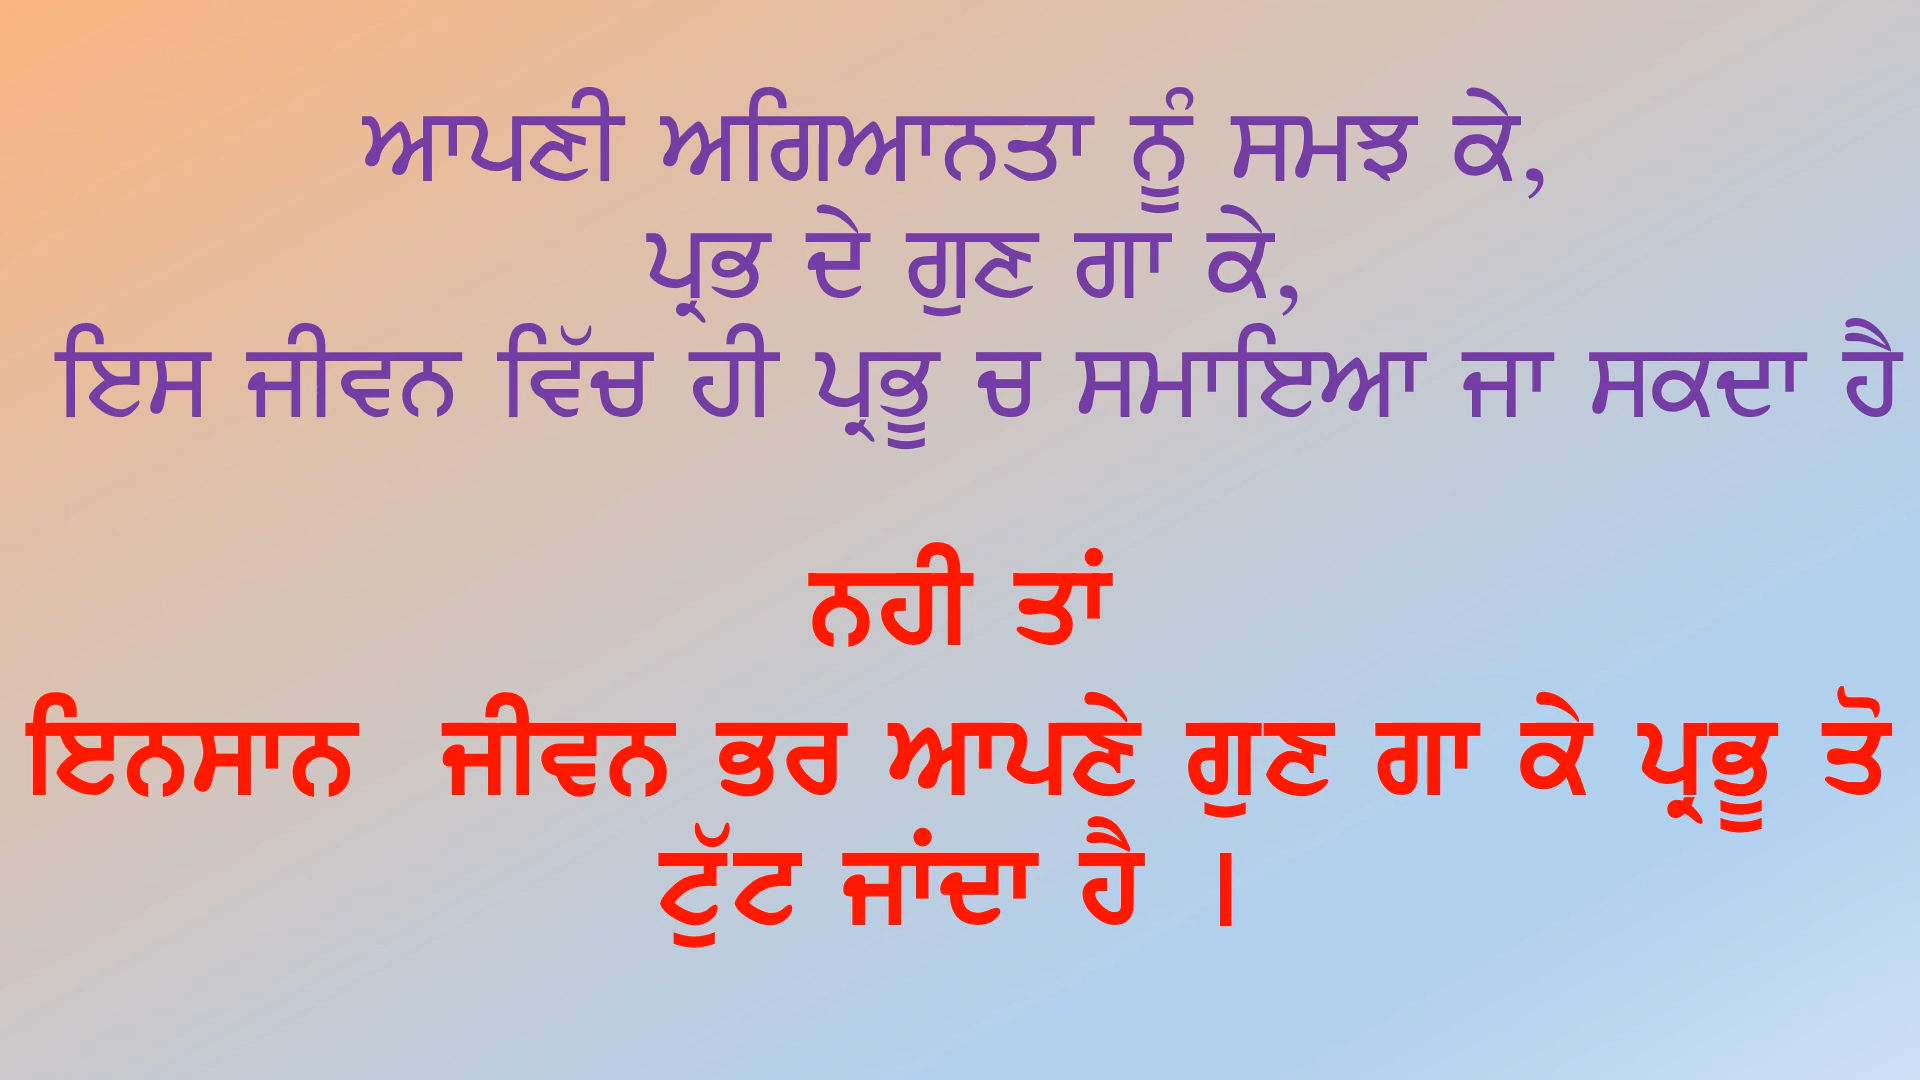 ਆਪਣੀ ਅਗਿਆਨਤਾ ਨੂੰ ਸਮਝ ਕੇ,
ਪ੍ਰਭ ਦੇ ਗੁਣ ਗਾ ਕੇ,
ਇਸ ਜੀਵਨ ਵਿੱਚ ਹੀ ਪ੍ਰਭੂ ਚ ਸਮਾਇਆ ਜਾ ਸਕਦਾ ਹੈ
ਨਹੀ ਤਾਂ
ਇਨਸਾਨ ਜੀਵਨ ਭਰ ਆਪਣੇ ਗੁਣ ਗਾ ਕੇ ਪ੍ਰਭੂ ਤੋ
ਟੁੱਟ ਜਾਂਦਾ ਹੈ ।